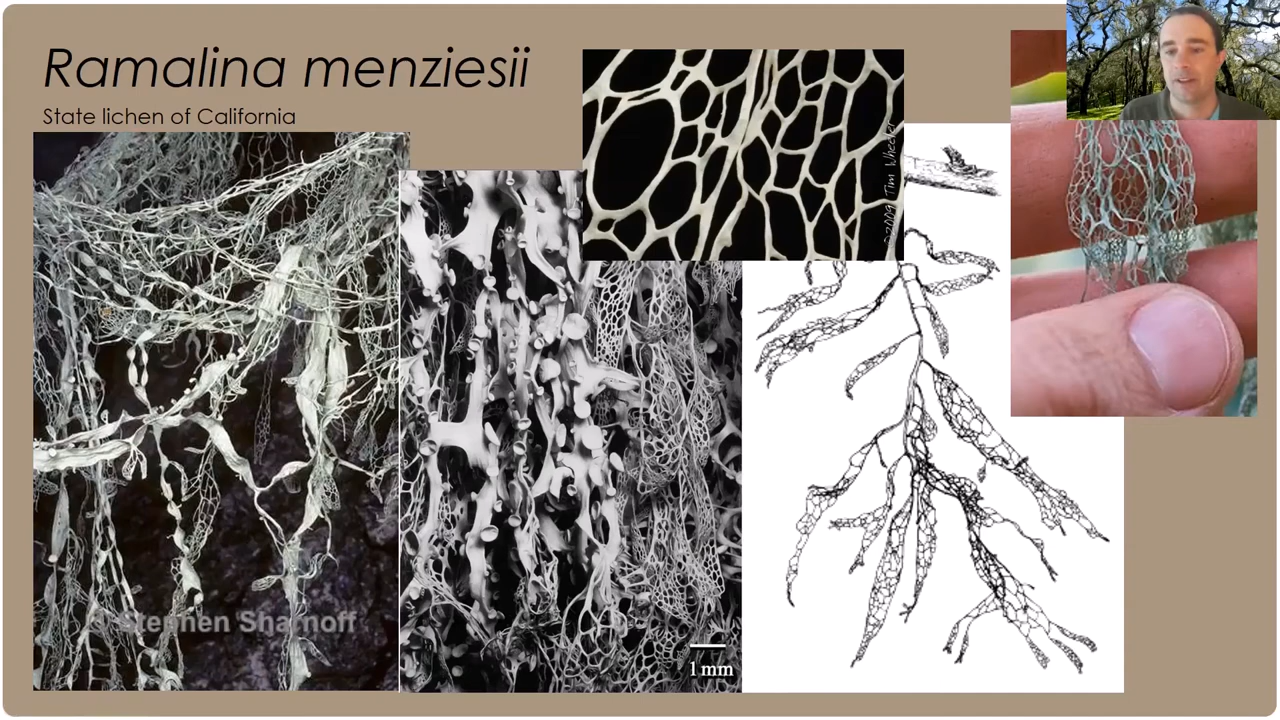 Ramalina menziesii
State lichen of California
©2009 Tim Wheeler
Stephen Sharnoff
1 mm